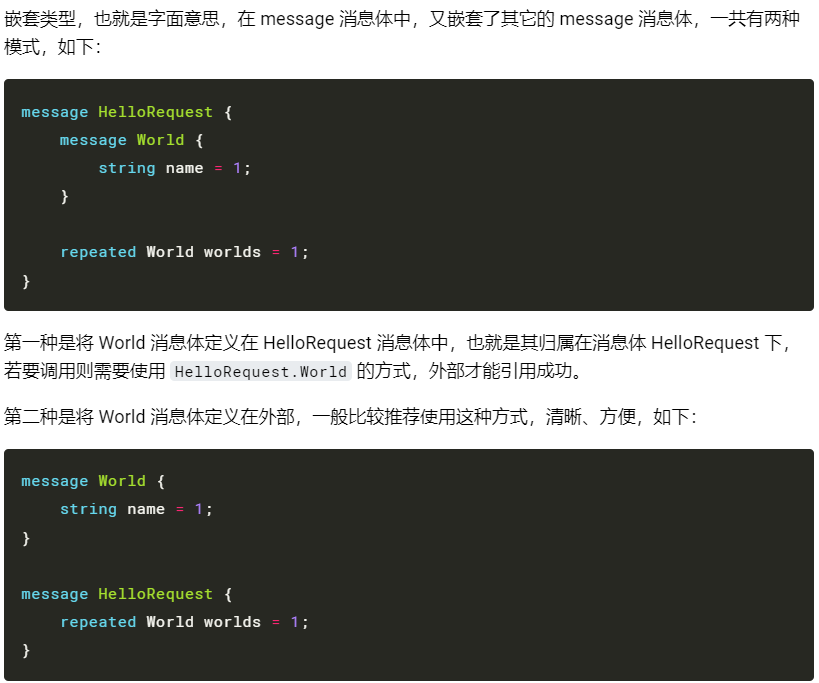 嵌套类型，也就是字面意思，在 message 消息体中，又嵌套了其它的 message 消息体，一共有两种
模式，如下：
message HelloRequest {
    message World {
        string name = 1;
    }
    repeated World worlds = 1;
}
第一种是将 World 消息体定义在 HelloRequest 消息体中，也就是其归属在消息体 HelloRequest 下，
若要调用则需要使用 HelloRequest.World 的方式，外部才能引用成功。
第二种是将 World 消息体定义在外部，一般比较推荐使用这种方式，清晰、方便，如下：
message World {
    string name = 1;
}
message HelloRequest {
    repeated World worlds = 1;
}